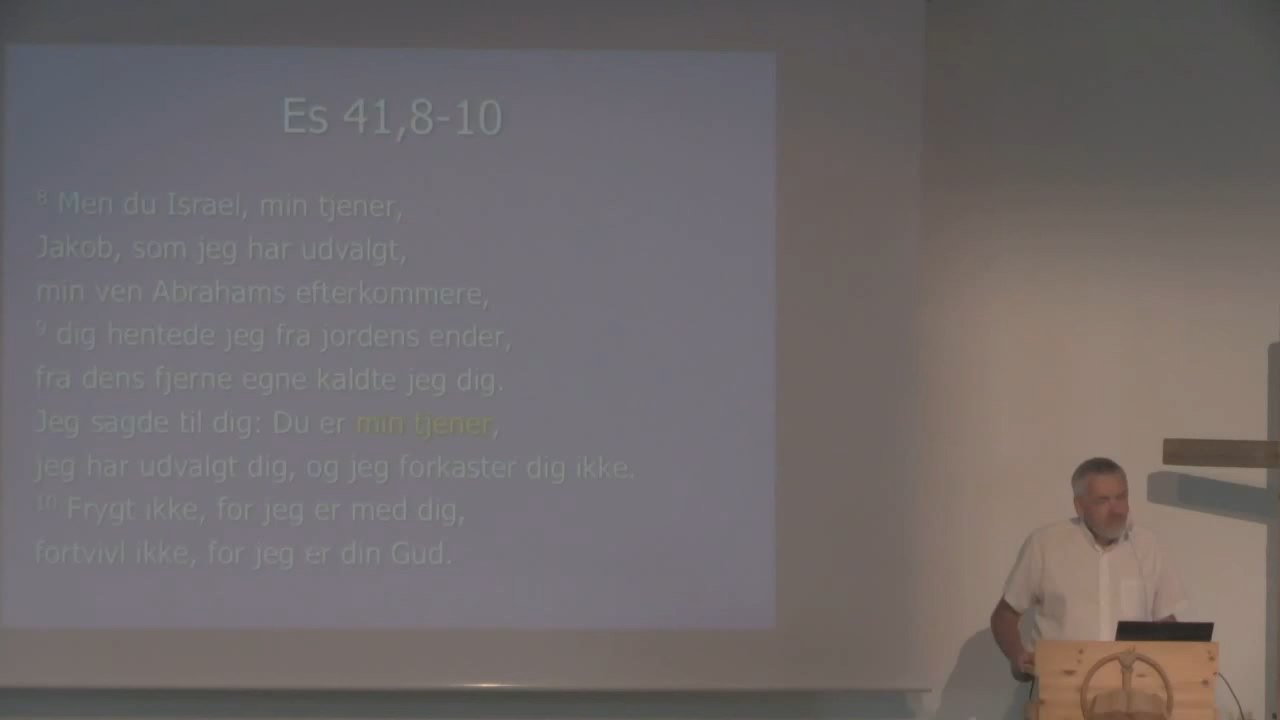 Es 41,8-10
8 Men du Israel, min tjener,
Jakob, som jeg har udvalgt,
min ven Abrahams efterkommere,
9 dig hentede jeg fra jordens ender,
fra dens fjerne egne kaldte jeg dig.
Jeg sagde til dig: Du er min tjener,
jeg har udvalgt dig, og jeg forkaster dig ikke.
10 Frygt ikke, for jeg er med dig,
fortvivl ikke, for jeg er din Gud.